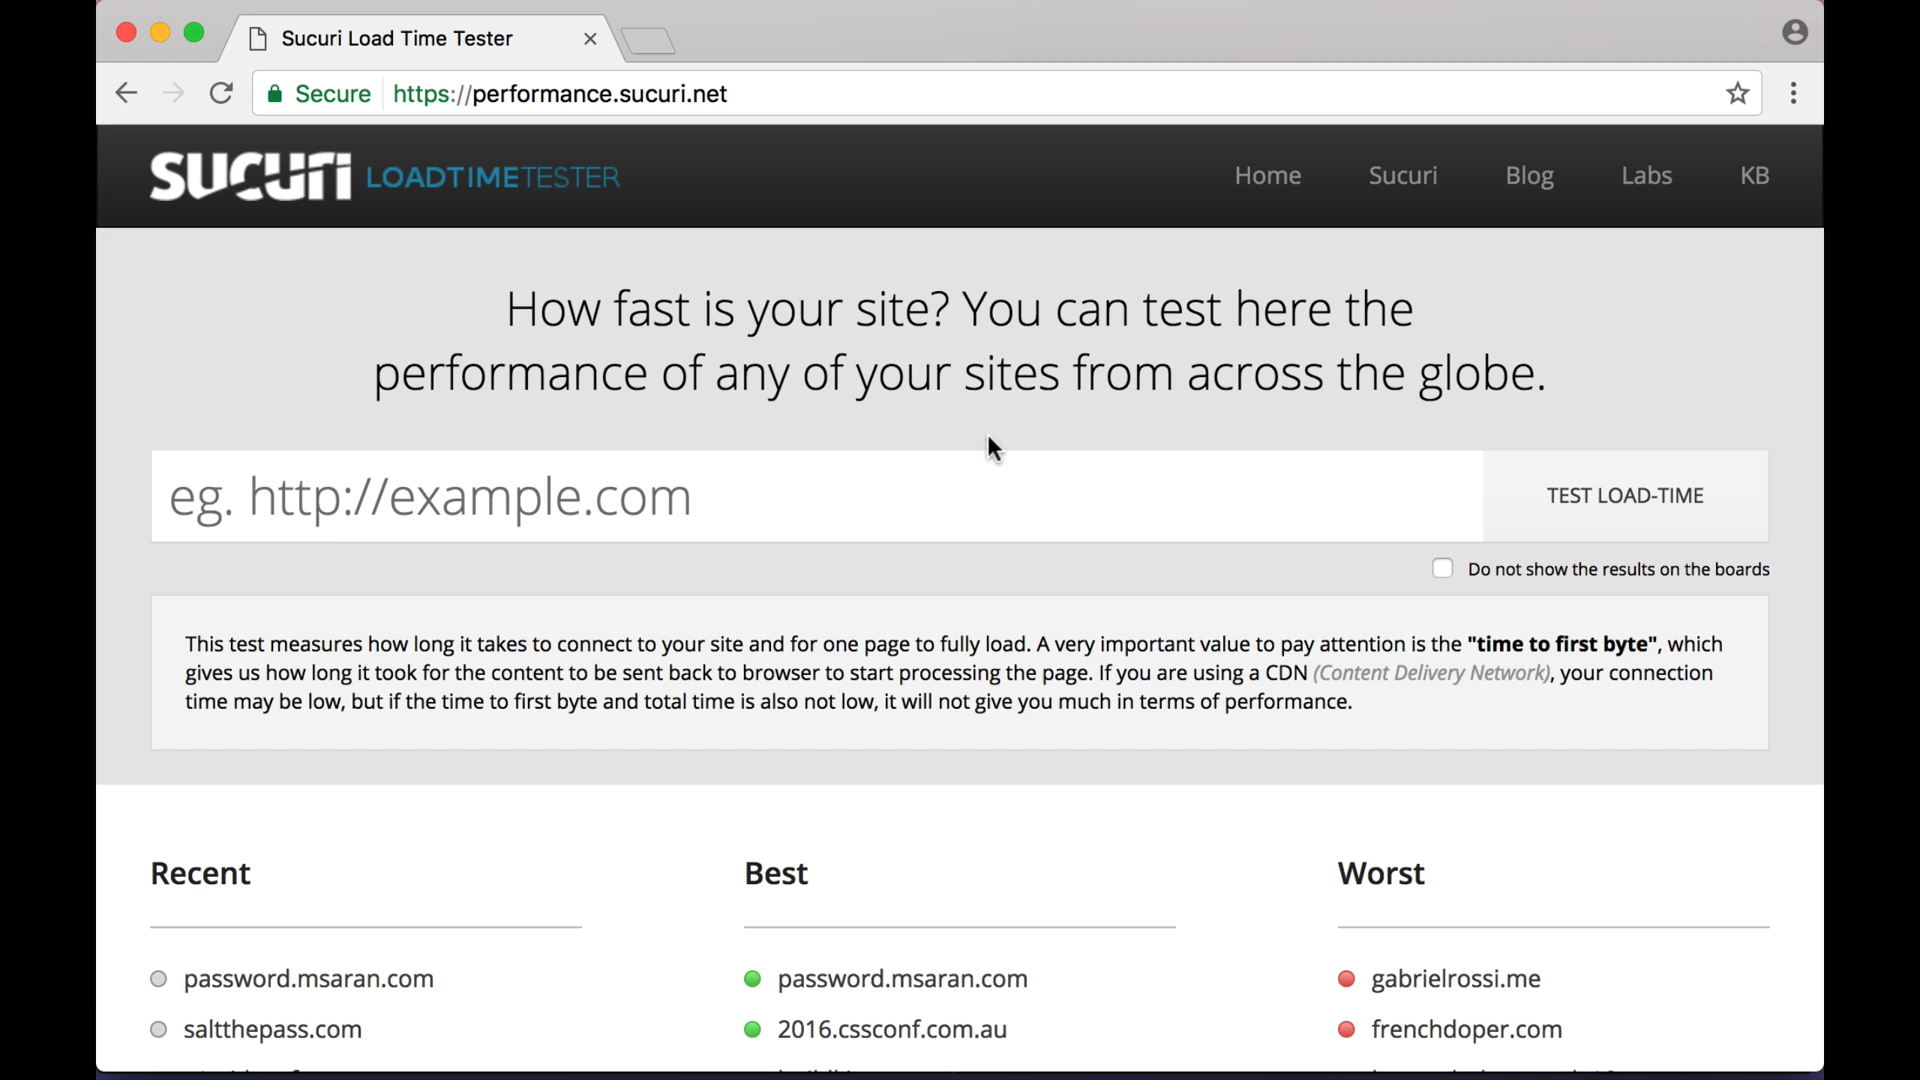 Sucuri Load Time Tester
Secure
https://performance.sucuri.net
SUCURI LOADTIMETESTER
Home Sucuri Blog Labs KB
How fast is your site? You can test here the
performance of any of your sites from across the globe.
eg. http://example.com
TEST LOAD-TIME
Do not show the results on the boards
This test measures how long it takes to connect to your site and for one page to fully load. A very important value to pay attention is the "time to first byte", which
gives us how long it took for the content to be sent back to browser to start processing the page. If you are using a CDN (Content Delivery Network), your connection
time may be low, but if the time to first byte and total time is also not low, it will not give you much in terms of performance.
Recent
password.msaran.com
saltthepass.com
Best
password.msaran.com
2016.cssconf.com.au
Worst
gabrielrossi.me
frenchdoper.com